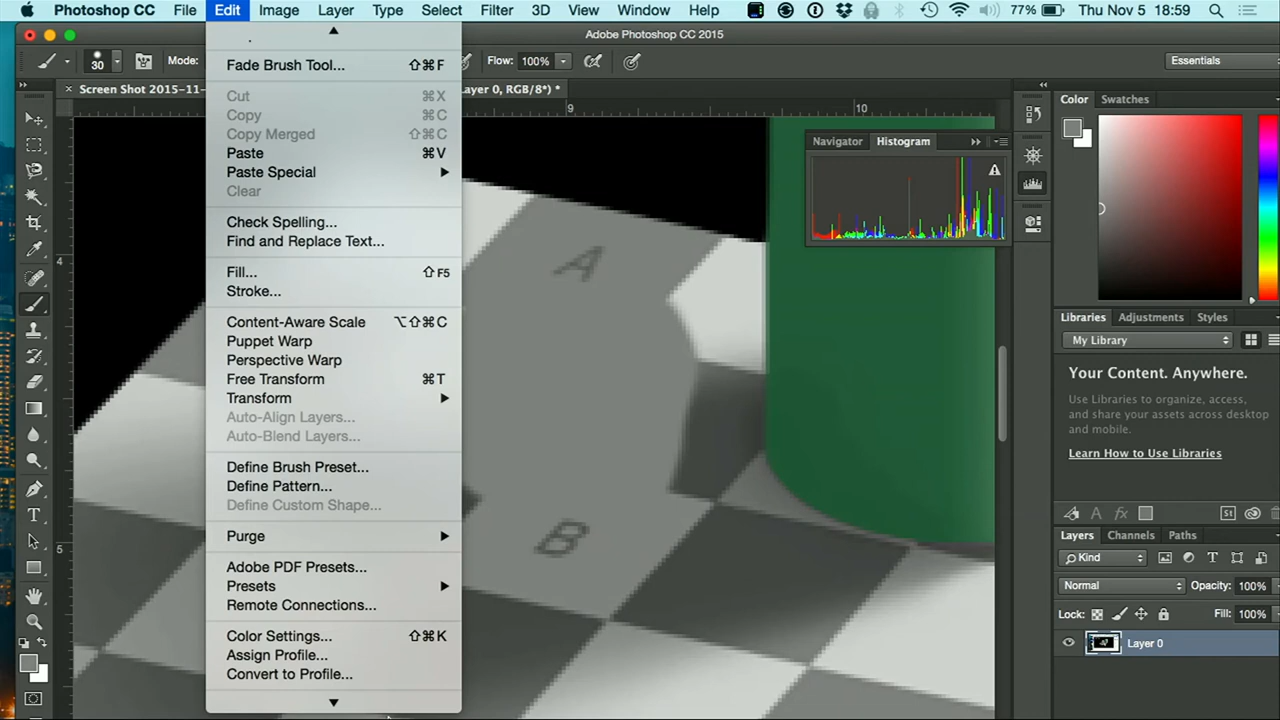 Photoshop CC File Edit Image Layer Type Select Filter 3D View Window Help 77% Thu Nov 5 18:59
Adobe Photoshop CC 2015
30 Mode: Flow: 100% Essentials
× Screen Shot 2015-11- ayer 0, RGB/8*) *
9 10
4
5
Fade Brush Tool... ⇧⌘F
Cut ⌘X
Copy ⌘C
Copy Merged ⇧⌘C
Paste ⌘V
Paste Special
Clear
Check Spelling...
Find and Replace Text...
Fill... ⇧F5
Stroke...
Content-Aware Scale ⌥⇧⌘C
Puppet Warp
Perspective Warp
Free Transform ⌘T
Transform
Auto-Align Layers...
Auto-Blend Layers...
Define Brush Preset...
Define Pattern...
Define Custom Shape...
Purge
Adobe PDF Presets...
Presets
Remote Connections...
Color Settings... ⇧⌘K
Assign Profile...
Convert to Profile...
A
B
Navigator Histogram
Color Swatches
Libraries Adjustments Styles
My Library
Your Content. Anywhere.
Use Libraries to organize, access,
and share your assets across desktop
and mobile.
Learn How to Use Libraries
St
Layers Channels Paths
Kind
Normal Opacity: 100%
Lock: Fill: 100%
Layer 0